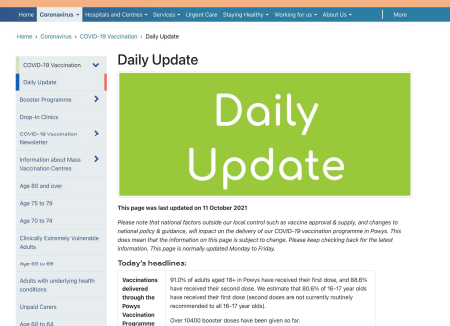 Home Coronavirus Hospitals and Centres Services Urgent Care Staying Healthy Working for us About Us More
Home › Coronavirus › COVID-19 Vaccination › Daily Update
COVID-19 Vaccination
Daily Update
Booster Programme
Drop-In Clinics
COVID-19 Vaccination
Newsletter
Information about Mass
Vaccination Centres
Age 80 and over
Age 75 to 79
Age 70 to 74
Clinically Extremely Vulnerable
Adults
Age 65 to 69
Adults with underlying health
conditions
Unpaid Carers
Age 60 to 64
Daily Update
Daily
Update
This page was last updated on 11 October 2021
Please note that national factors outside our local control such as vaccine approval & supply, and changes to
national policy & guidance, will impact on the delivery of our COVID-19 vaccination programme in Powys. This
does mean that the information on this page is subject to change. Please keep checking back for the latest
information. This page is normally updated Monday to Friday.
Today's headlines:
Vaccinations
delivered
through the
Powys
Vaccination
Programme
91.0% of adults aged 18+ in Powys have received their first dose, and 88.6%
have received their second dose. We estimate that 80.6% of 16-17 year olds
have received their first dose (second doses are not currently routinely
recommended to all 16-17 year olds).
Over 10400 booster doses have been given so far.